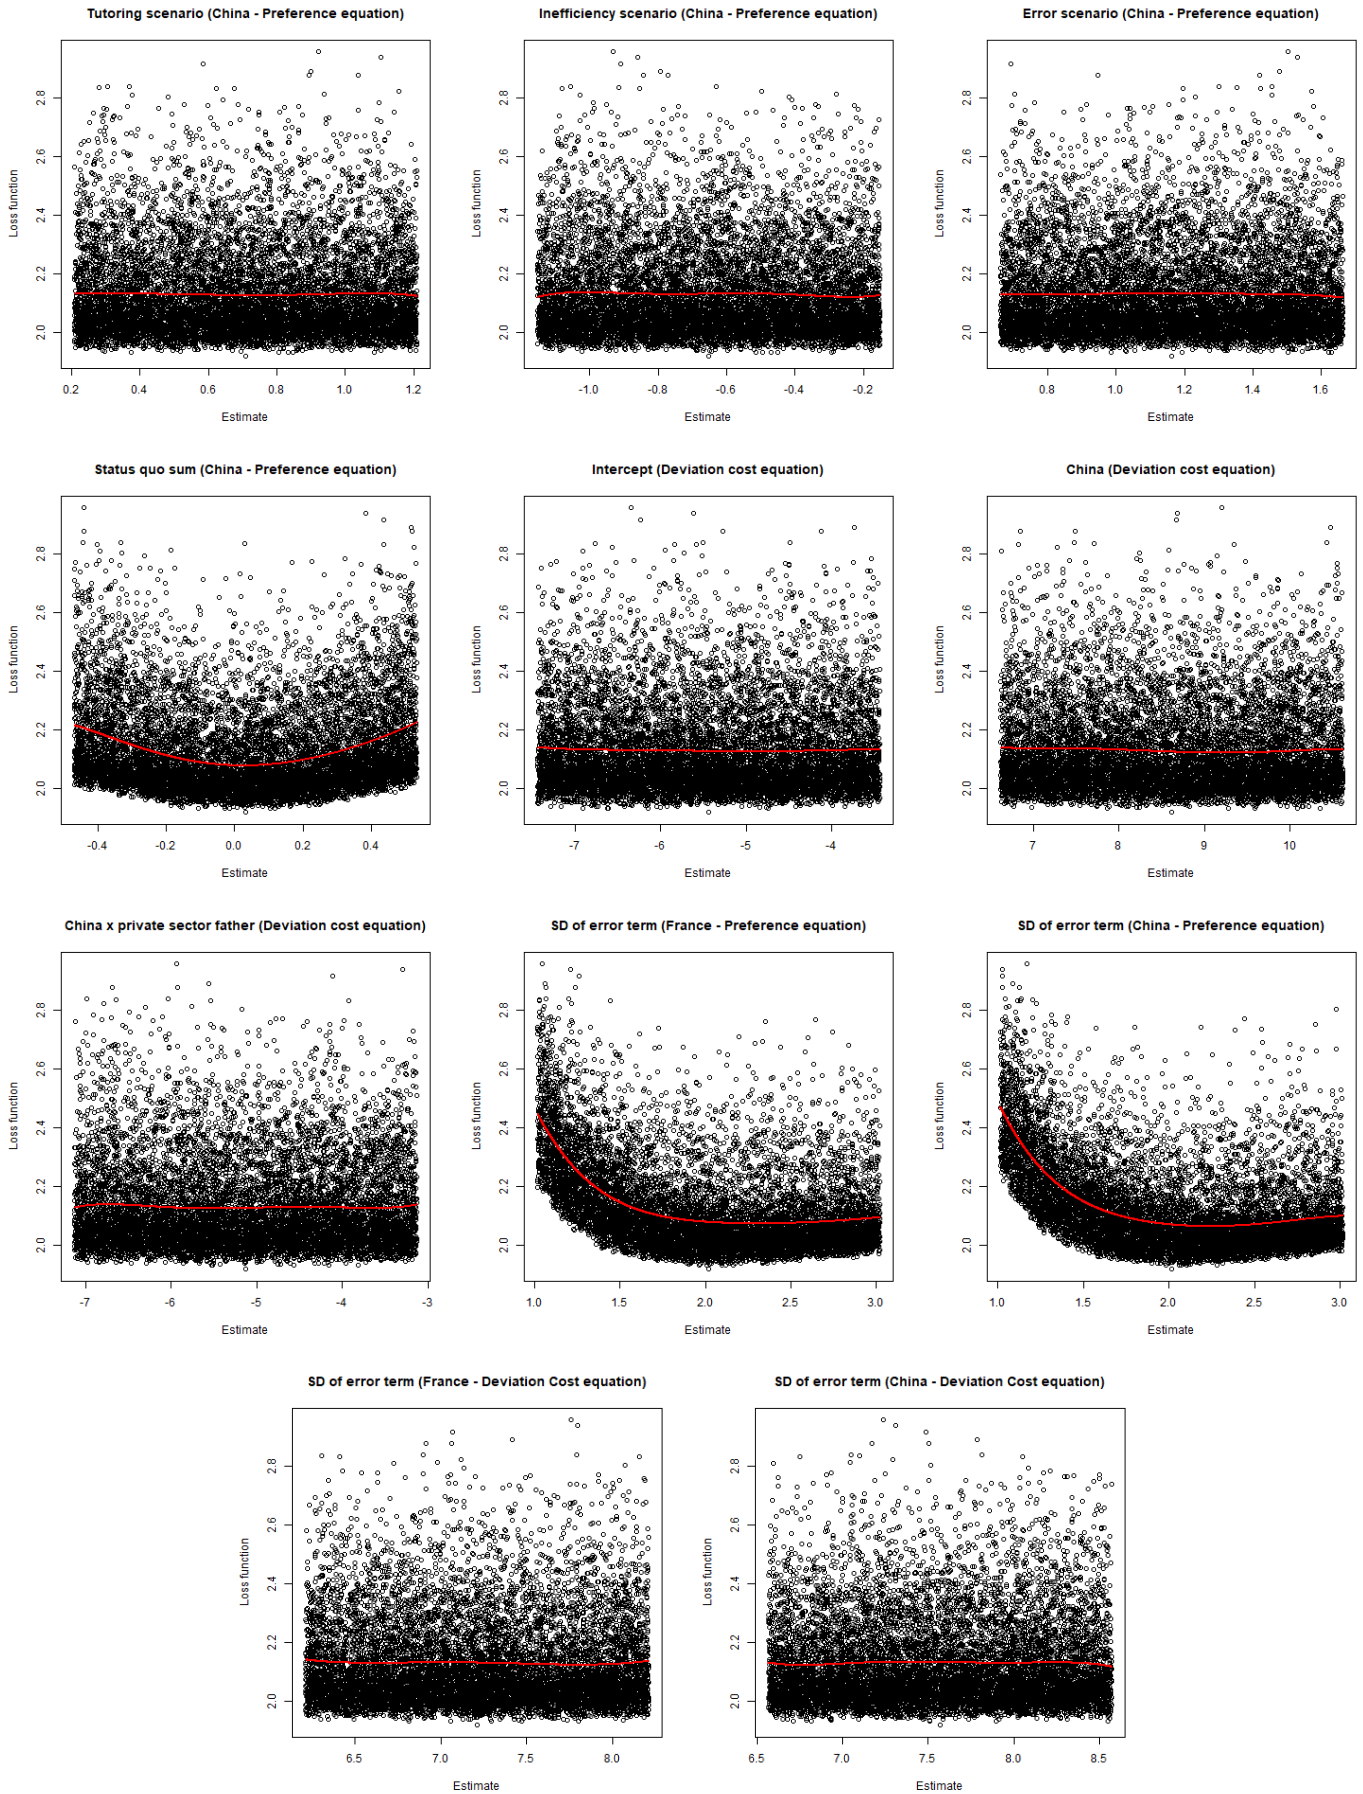 Tutoring scenario (China - Preference equation)
Loss function
2.0 2.2 2.4 2.6 2.8
0.2 0.4 0.6 0.8 1.0 1.2
Estimate
Inefficiency scenario (China - Preference equation)
Loss function
2.0 2.2 2.4 2.6 2.8
-1.0 -0.8 -0.6 -0.4 -0.2
Estimate
Error scenario (China - Preference equation)
Loss function
2.0 2.2 2.4 2.6 2.8
0.8 1.0 1.2 1.4 1.6
Estimate
Status quo sum (China - Preference equation)
Loss function
2.0 2.2 2.4 2.6 2.8
-0.4 -0.2 0.0 0.2 0.4
Estimate
Intercept (Deviation cost equation)
Loss function
2.0 2.2 2.4 2.6 2.8
-7 -6 -5 -4
Estimate
China (Deviation cost equation)
Loss function
2.0 2.2 2.4 2.6 2.8
7 8 9 10
Estimate
China x private sector father (Deviation cost equation)
Loss function
2.0 2.2 2.4 2.6 2.8
-7 -6 -5 -4 -3
Estimate
SD of error term (France - Preference equation)
Loss function
2.0 2.2 2.4 2.6 2.8
1.0 1.5 2.0 2.5 3.0
Estimate
SD of error term (China - Preference equation)
Loss function
2.0 2.2 2.4 2.6 2.8
1.0 1.5 2.0 2.5 3.0
Estimate
SD of error term (France - Deviation Cost equation)
Loss function
2.0 2.2 2.4 2.6 2.8
6.5 7.0 7.5 8.0
Estimate
SD of error term (China - Deviation Cost equation)
Loss function
2.0 2.2 2.4 2.6 2.8
6.5 7.0 7.5 8.0 8.5
Estimate